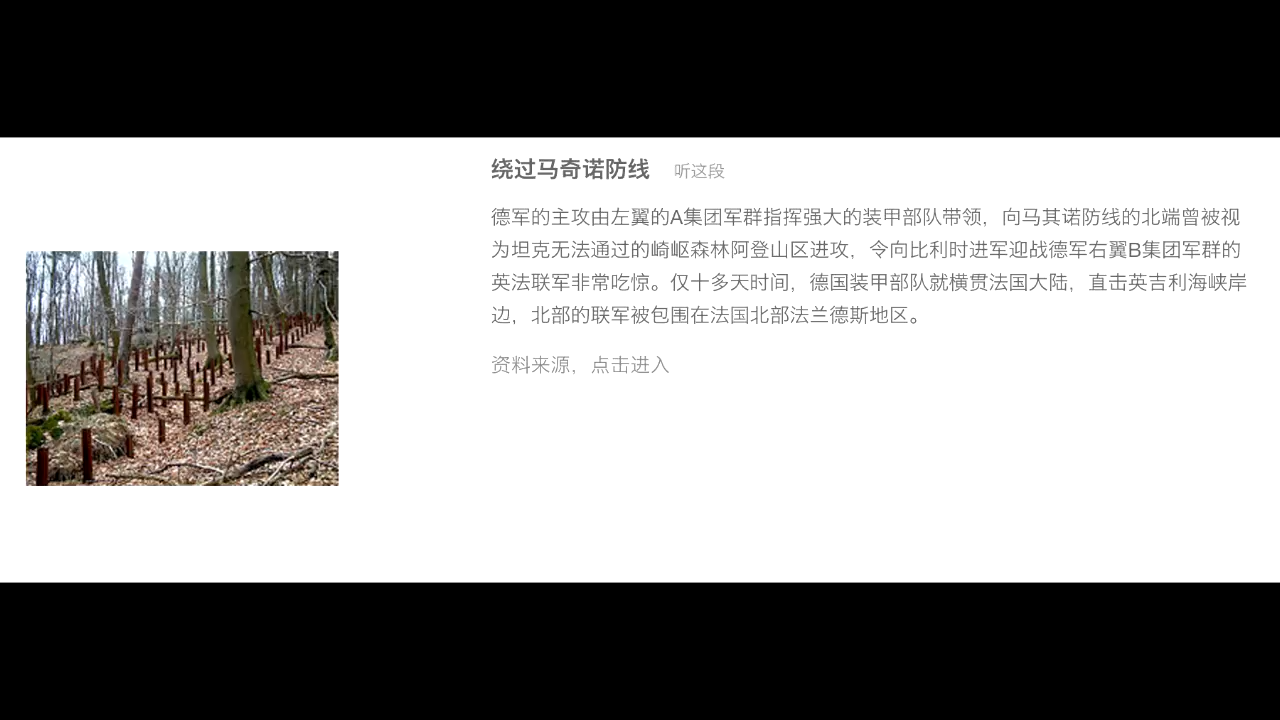 绕过马奇诺防线 听这段
德军的主攻由左翼的A集团军群指挥强大的装甲部队带领，向马其诺防线的北端曾被视
为坦克无法通过的崎岖森林阿登山区进攻，令向比利时进军迎战德军右翼B集团军群的
英法联军非常吃惊。仅十多天时间，德国装甲部队就横贯法国大陆，直击英吉利海峡岸
边，北部的联军被包围在法国北部法兰德斯地区。
资料来源，点击进入